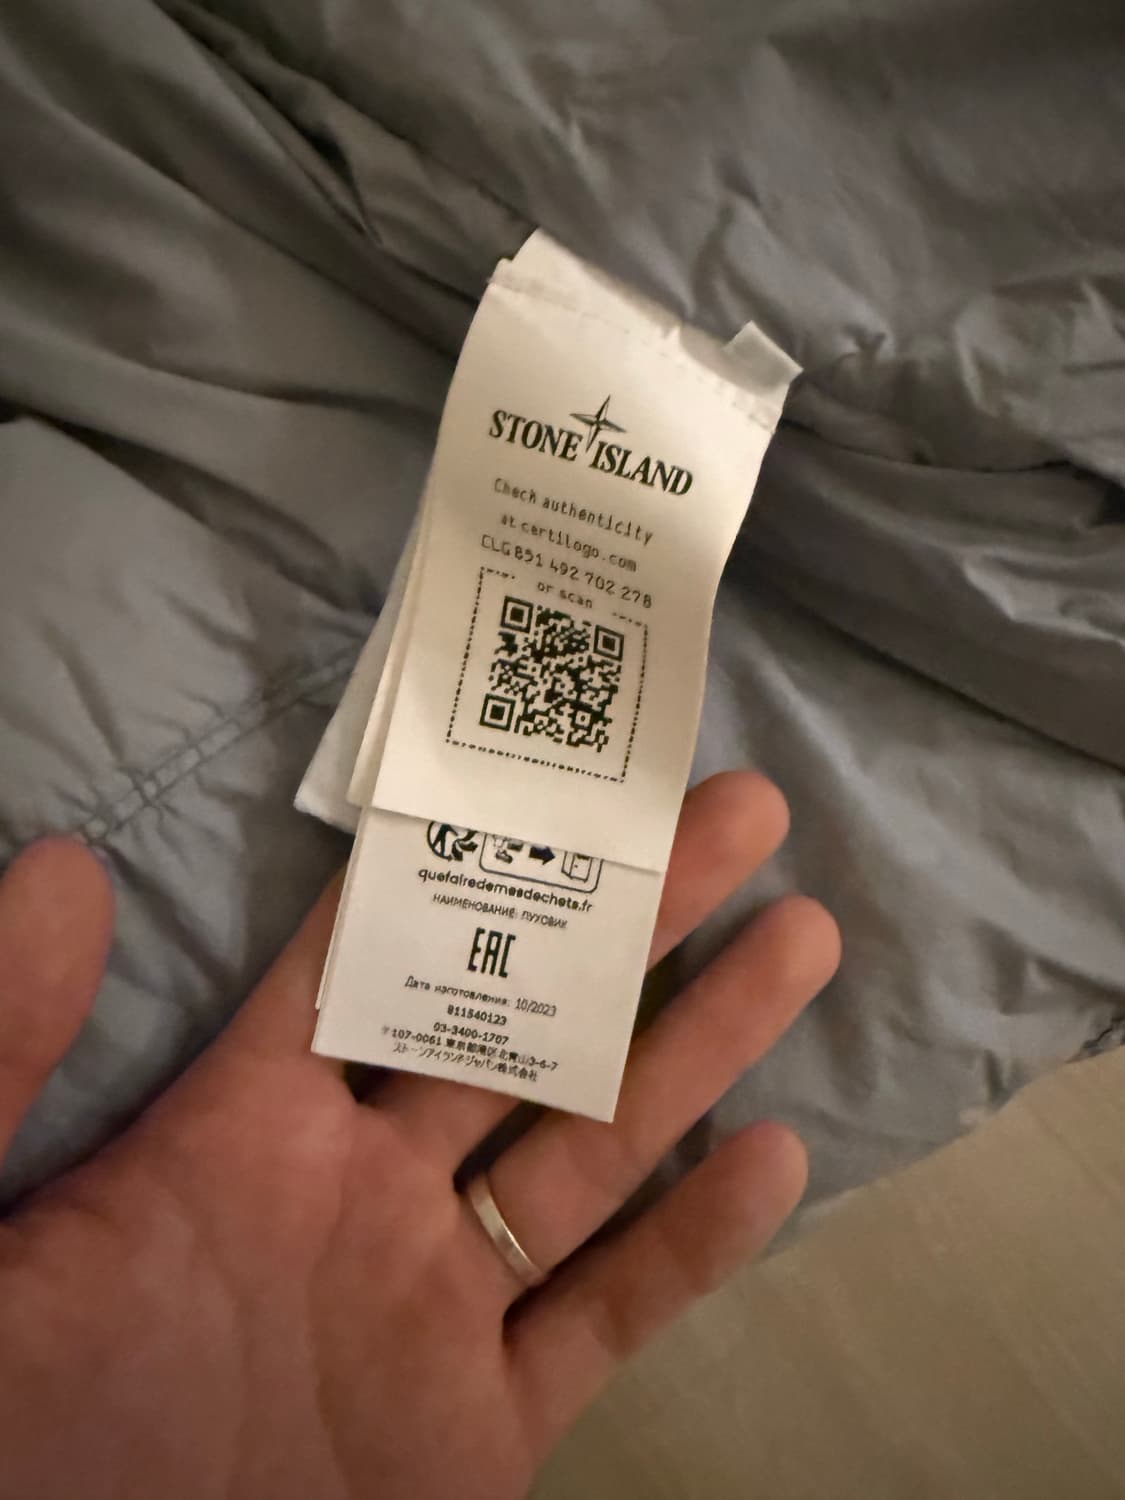 STONE ISLAND
Check authenticity
at certilogo.com
CLG 851 492 702 278
or scan
quefairedemesdechets.fr
НАИМЕНОВАНИЕ: ПУХОВИК
EAC
Дата изготовления: 10/2023
811540123
03-3400-1707
〒107-0061 東京都港区北青山3-6-7
ストーンアイランドジャパン株式会社